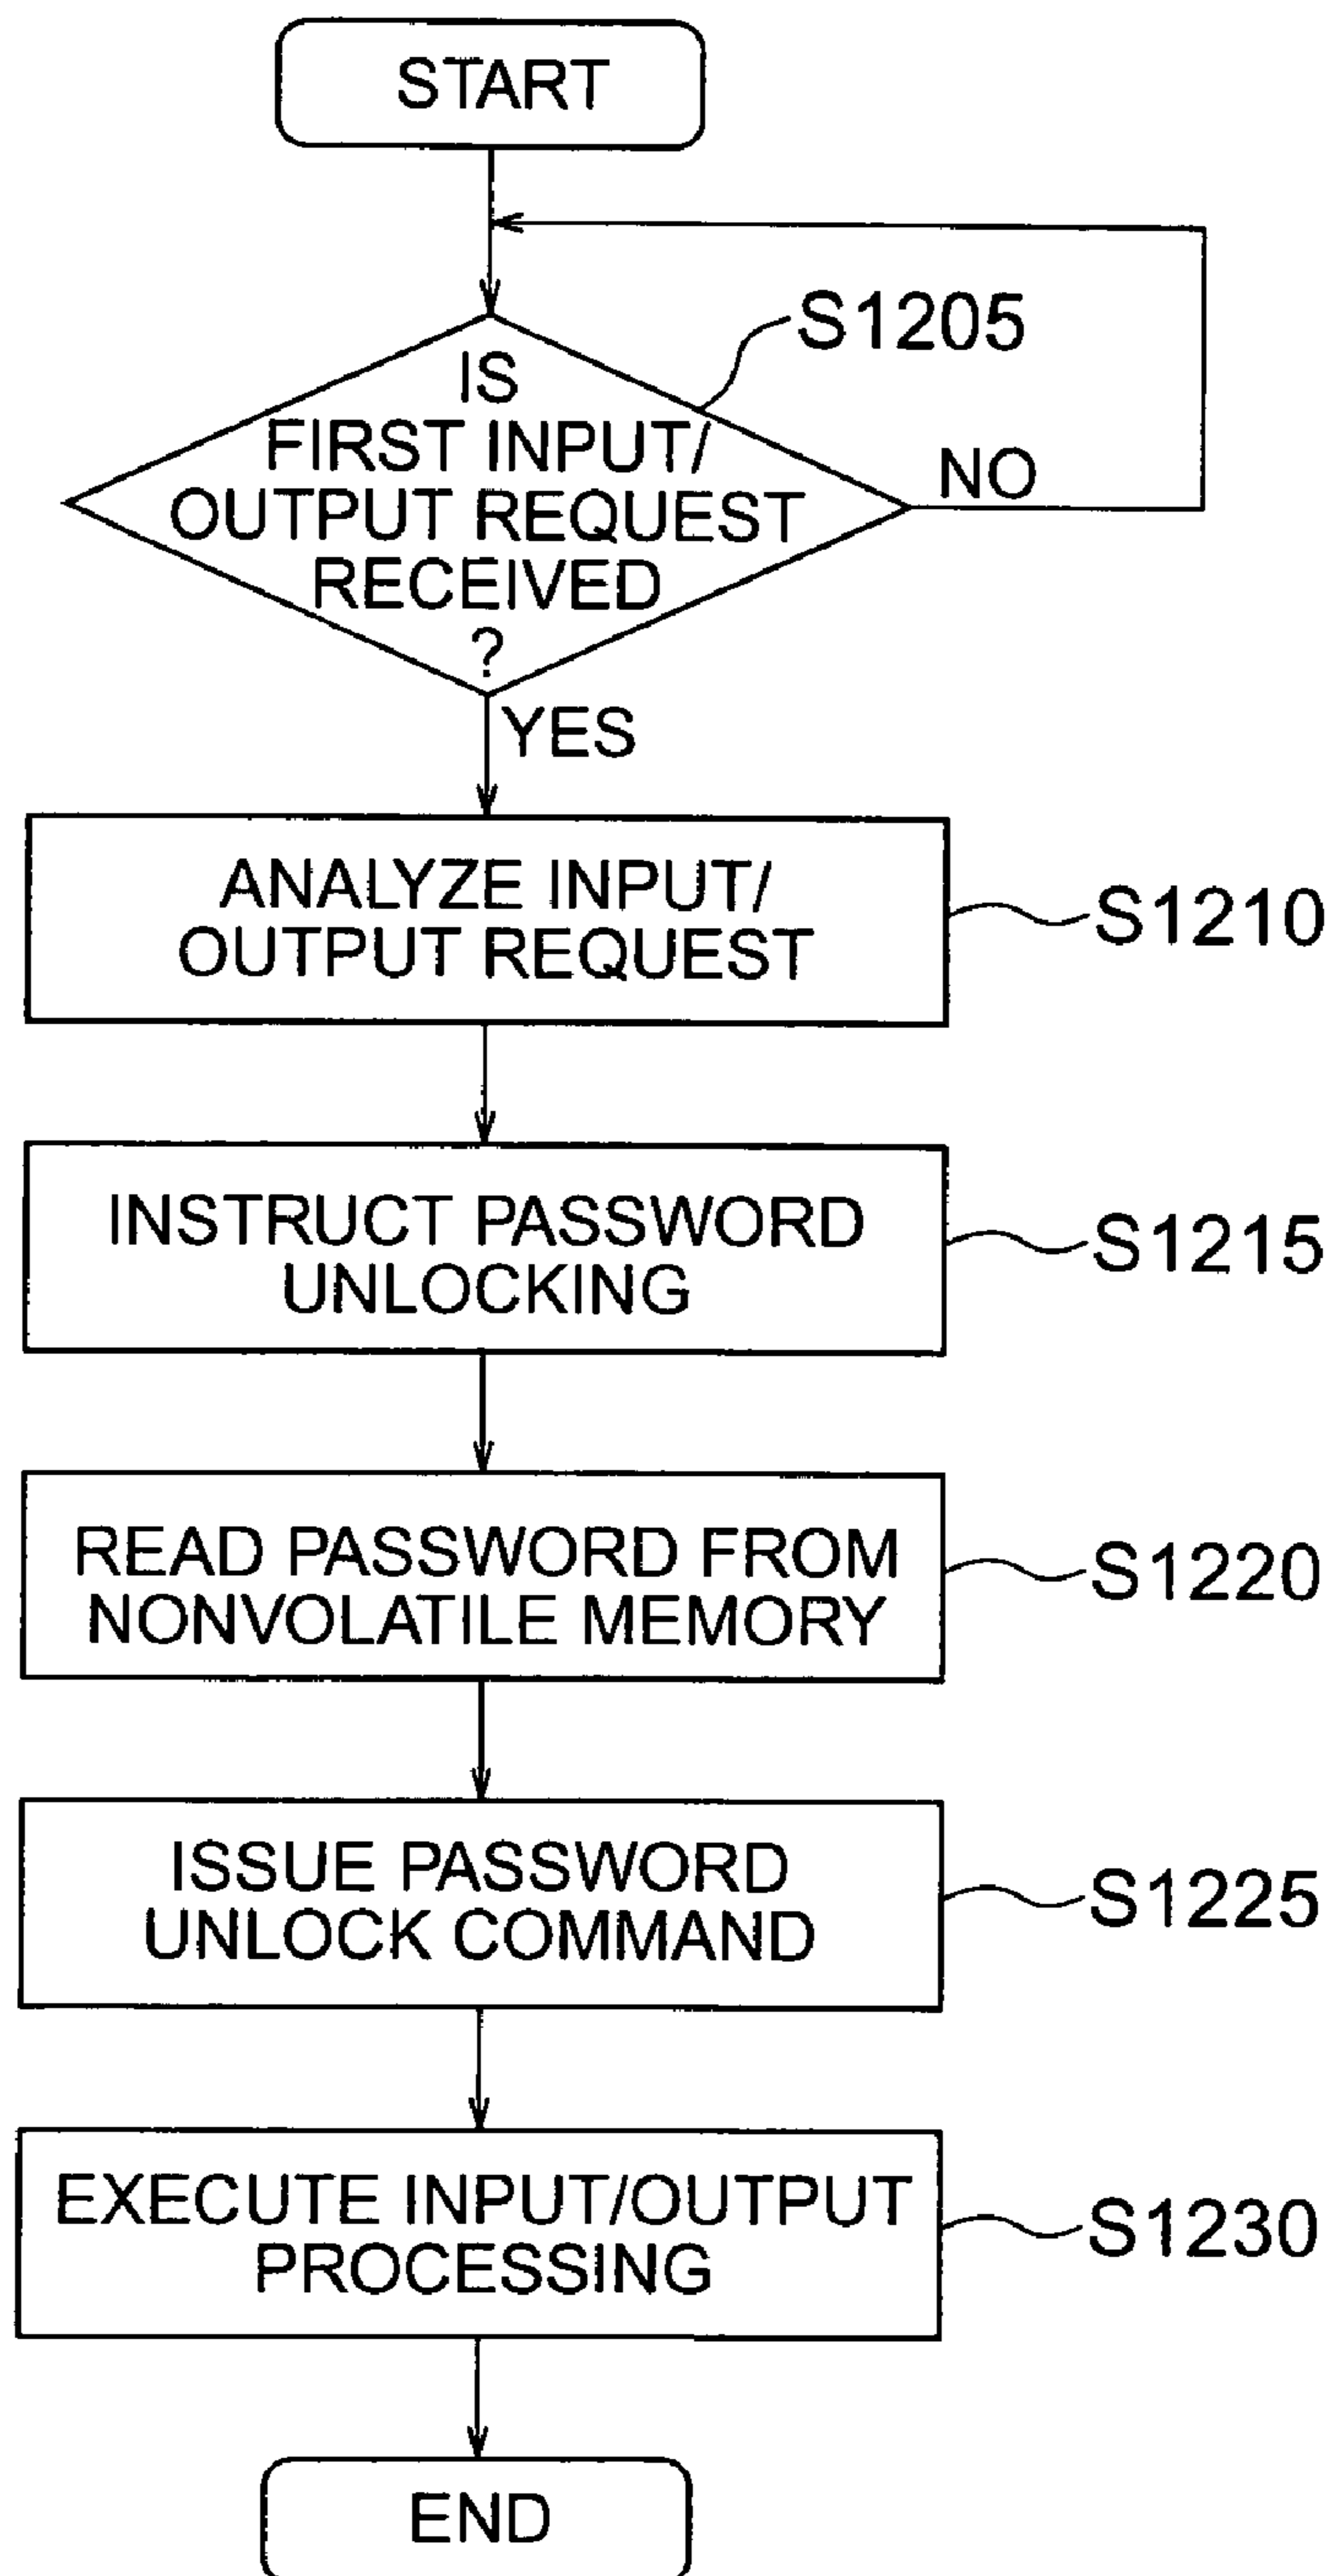 START
S1205
IS
FIRST INPUT/
OUTPUT REQUEST
RECEIVED
?
NO
YES
ANALYZE INPUT/
OUTPUT REQUEST
S1210
INSTRUCT PASSWORD
UNLOCKING
S1215
READ PASSWORD FROM
NONVOLATILE MEMORY
S1220
ISSUE PASSWORD
UNLOCK COMMAND
S1225
EXECUTE INPUT/OUTPUT
PROCESSING
S1230
END